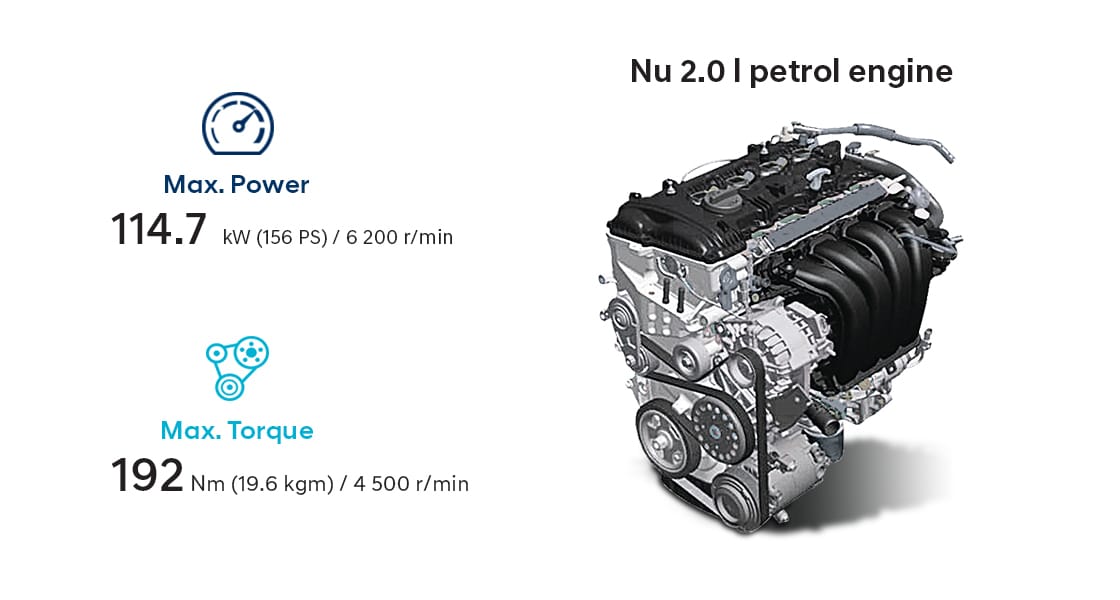 Nu 2.0 l petrol engine
Max. Power
114.7 kW (156 PS) / 6 200 r/min
Max. Torque
192 Nm (19.6 kgm) / 4 500 r/min